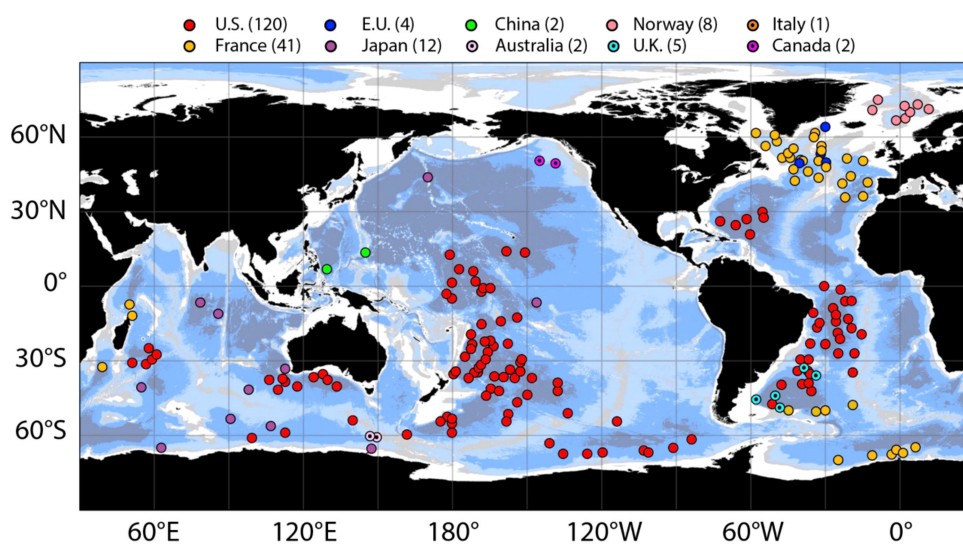 U.S. (120) E.U. (4) China (2) Norway (8) Italy (1)
France (41) Japan (12) Australia (2) U.K. (5) Canada (2)
60°N
30°N
0°
30°S
60°S
60°E 120°E 180° 120°W 60°W 0°